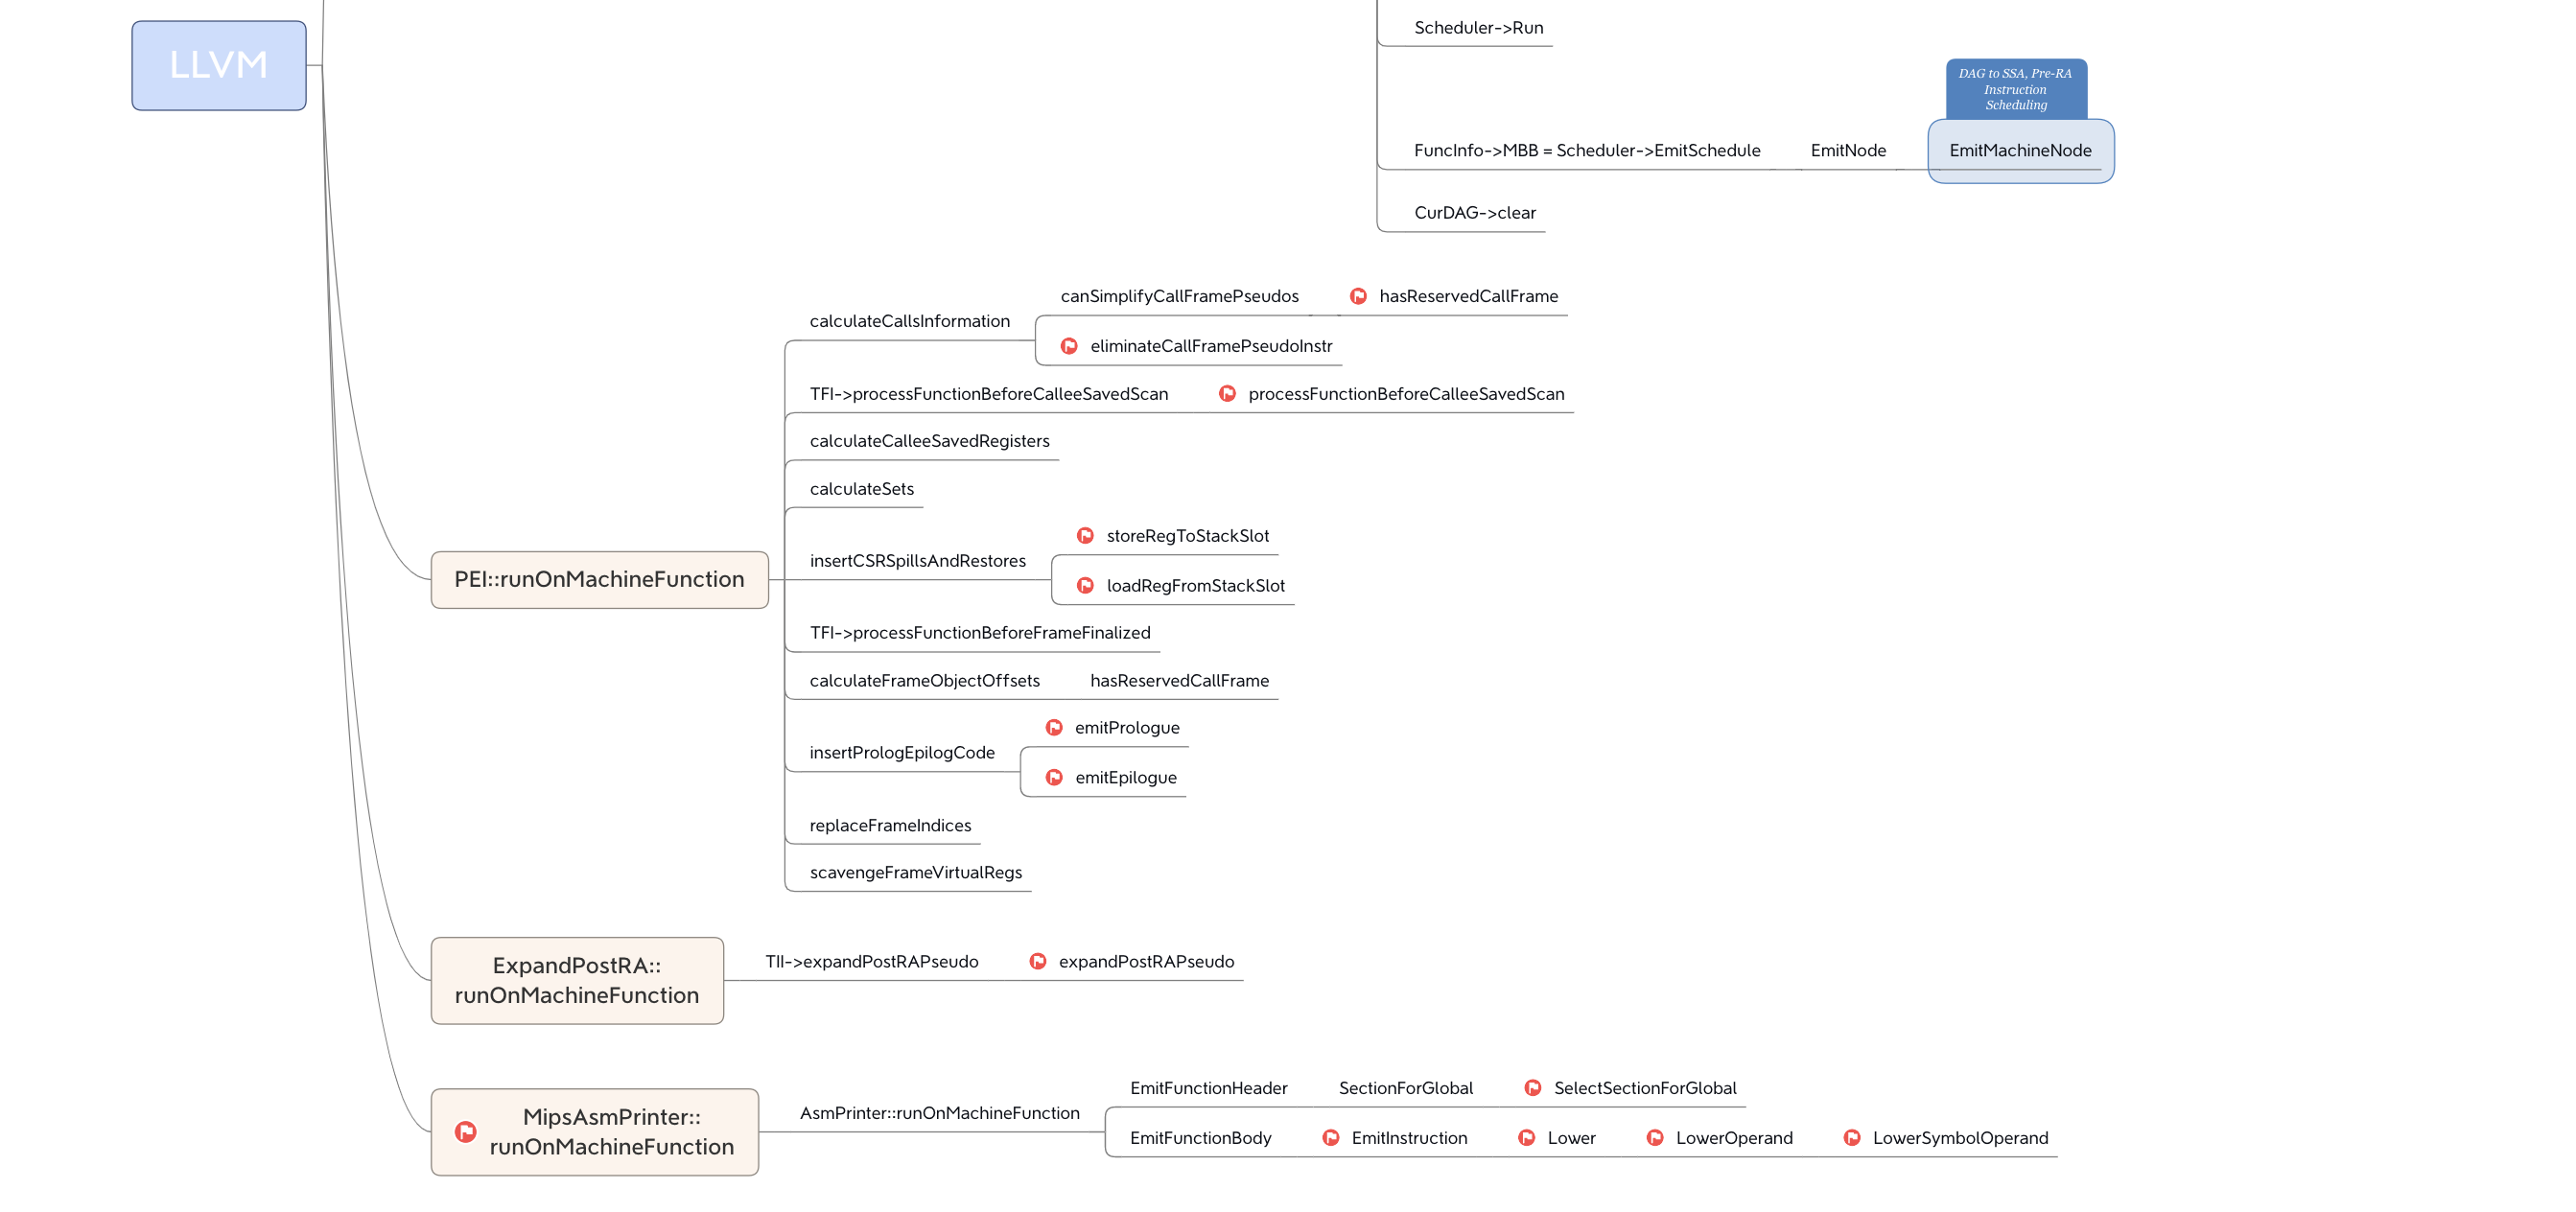 LLVM
Scheduler->Run
DAG to SSA, Pre-RA
Instruction
Scheduling
FuncInfo->MBB = Scheduler->EmitSchedule
EmitNode
EmitMachineNode
CurDAG->clear
PEI::runOnMachineFunction
calculateCallsInformation
canSimplifyCallFramePseudos
hasReservedCallFrame
eliminateCallFramePseudoInstr
TFI->processFunctionBeforeCalleeSavedScan
processFunctionBeforeCalleeSavedScan
calculateCalleeSavedRegisters
calculateSets
insertCSRSpillsAndRestores
storeRegToStackSlot
loadRegFromStackSlot
TFI->processFunctionBeforeFrameFinalized
calculateFrameObjectOffsets
hasReservedCallFrame
insertPrologEpilogCode
emitPrologue
emitEpilogue
replaceFrameIndices
scavengeFrameVirtualRegs
ExpandPostRA::
runOnMachineFunction
TII->expandPostRAPseudo
expandPostRAPseudo
MipsAsmPrinter::
runOnMachineFunction
AsmPrinter::runOnMachineFunction
EmitFunctionHeader
SectionForGlobal
SelectSectionForGlobal
EmitFunctionBody
EmitInstruction
Lower
LowerOperand
LowerSymbolOperand